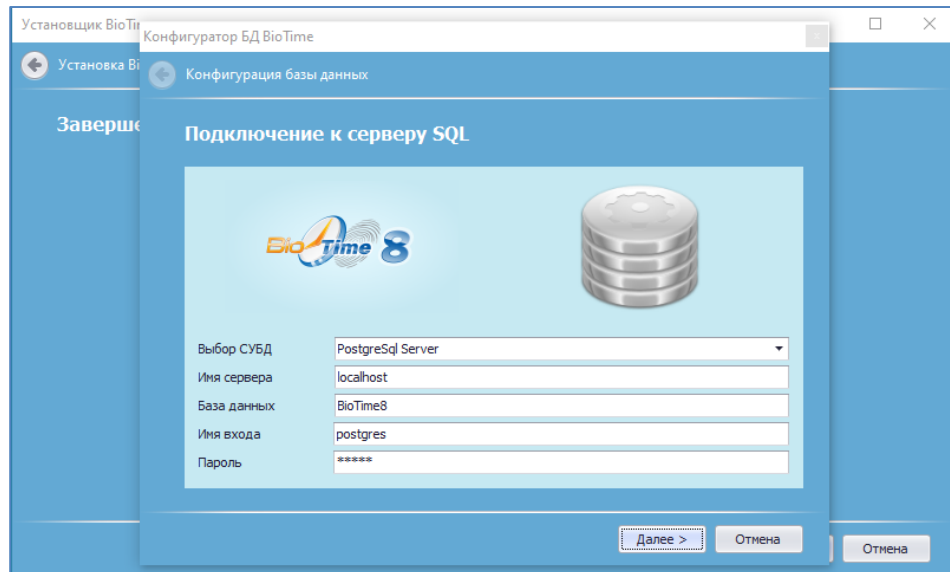 Установщик BioTi
Конфигуратор БД BioTime
Установка Bi
Конфигурация базы данных
Заверше
Подключение к серверу SQL
BioTime 8
Выбор СУБД PostgreSql Server
Имя сервера localhost
База данных BioTime8
Имя входа postgres
Пароль *****
Далее > Отмена
Отмена